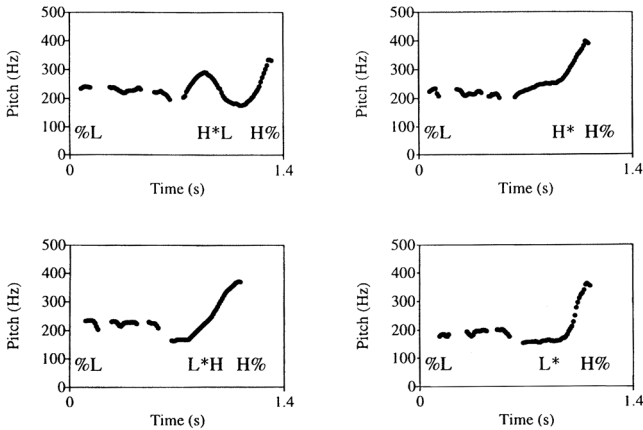 500
400
300
200
100
0
Pitch (Hz)
%L H*L H%
0 1.4
Time (s)
500
400
300
200
100
0
Pitch (Hz)
%L H* H%
0 1.4
Time (s)
500
400
300
200
100
0
Pitch (Hz)
%L L*H H%
0 1.4
Time (s)
500
400
300
200
100
0
Pitch (Hz)
%L L* H%
0 1.4
Time (s)